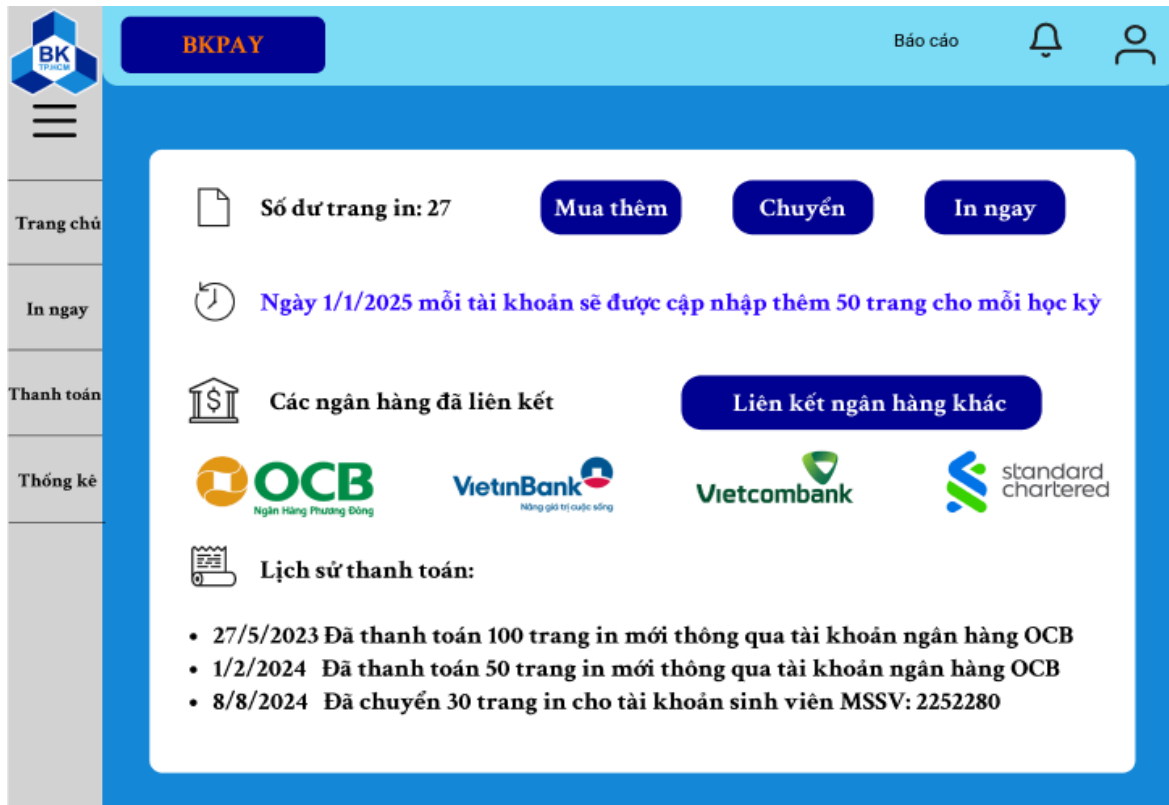 BK
TP.HCM
BKPAY
Báo cáo
Trang chủ
In ngay
Thanh toán
Thống kê
Số dư trang in: 27
Mua thêm
Chuyển
In ngay
Ngày 1/1/2025 mỗi tài khoản sẽ được cập nhập thêm 50 trang cho mỗi học kỳ
$
Các ngân hàng đã liên kết
Liên kết ngân hàng khác
OCB
Ngân Hàng Phương Đông
VietinBank
Nâng giá trị cuộc sống
Vietcombank
standard
chartered
Lịch sử thanh toán:
• 27/5/2023 Đã thanh toán 100 trang in mới thông qua tài khoản ngân hàng OCB
• 1/2/2024 Đã thanh toán 50 trang in mới thông qua tài khoản ngân hàng OCB
• 8/8/2024 Đã chuyển 30 trang in cho tài khoản sinh viên MSSV: 2252280